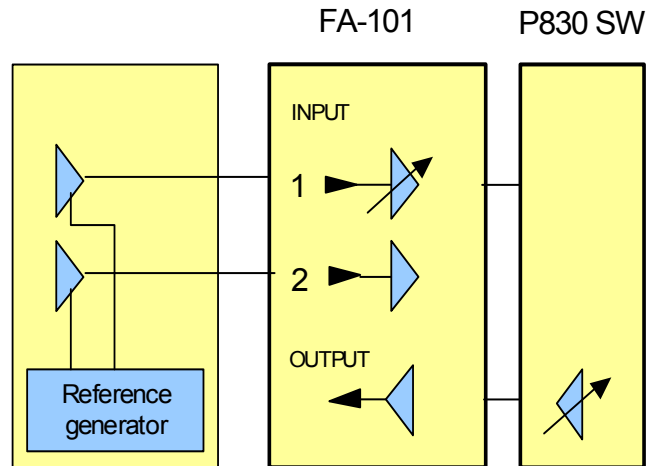 FA-101
P830 SW
INPUT
1
2
OUTPUT
Reference
generator